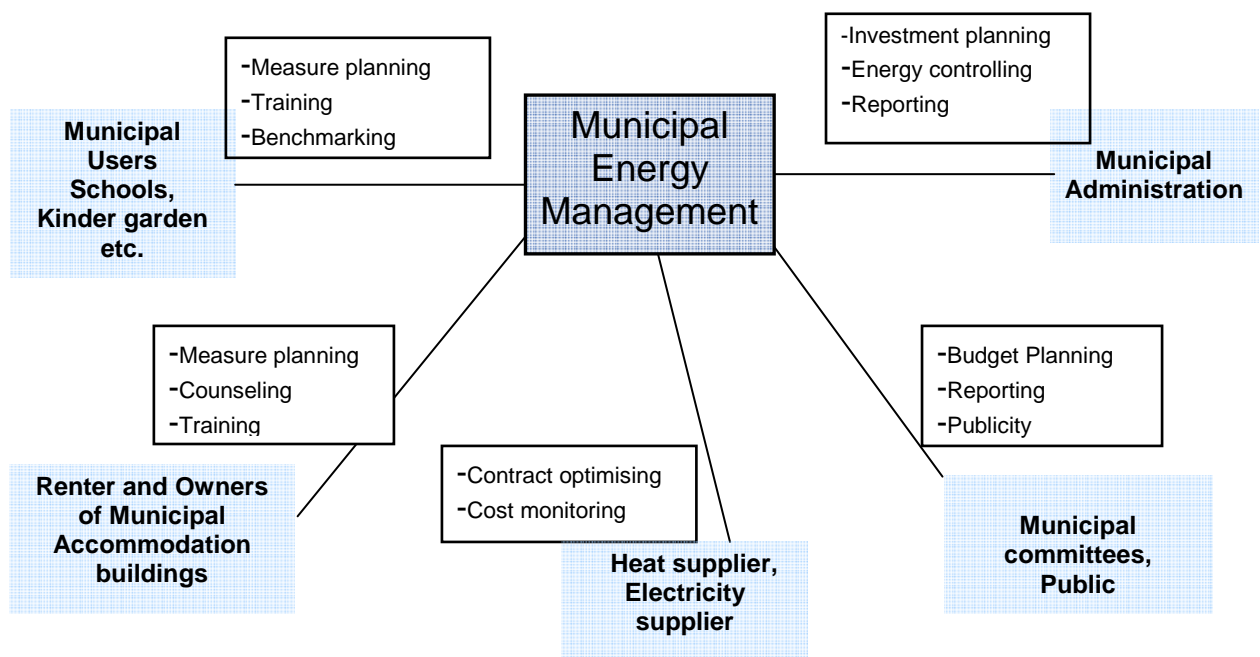 -Measure planning
-Training
-Benchmarking
-Investment planning
-Energy controlling
-Reporting
Municipal
Energy
Management
Municipal
Users
Schools,
Kinder garden
etc.
Municipal
Administration
-Measure planning
-Counseling
-Training
-Budget Planning
-Reporting
-Publicity
-Contract optimising
-Cost monitoring
Renter and Owners
of Municipal
Accommodation
buildings
Heat supplier,
Electricity
supplier
Municipal
committees,
Public